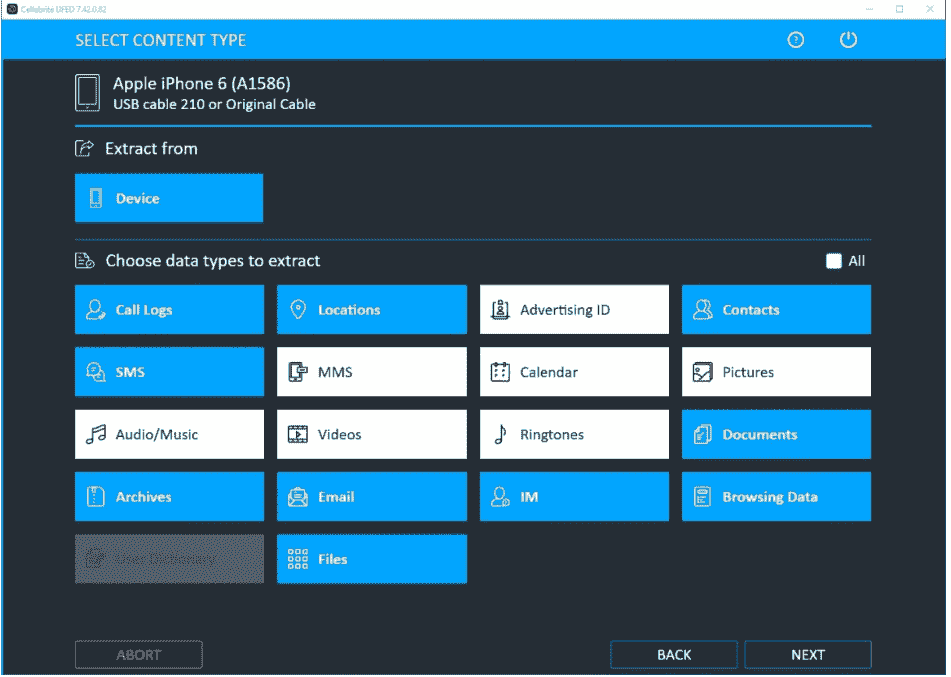 Cellebrite UFED 7.42.0.82
SELECT CONTENT TYPE
Apple iPhone 6 (A1586)
USB cable 210 or Original Cable
Extract from
Device
Choose data types to extract
All
Call Logs
Locations
Advertising ID
Contacts
SMS
MMS
Calendar
Pictures
Audio/Music
Videos
Ringtones
Documents
Archives
Email
IM
Browsing Data
User Dictionary
Files
ABORT
BACK
NEXT